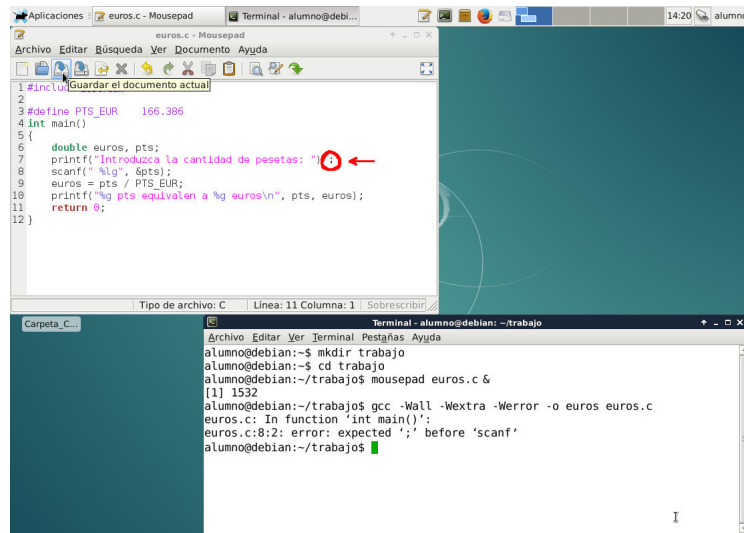 Aplicaciones euros.c - Mousepad Terminal - alumno@debi... 14:20 alumno
euros.c - Mousepad
Archivo Editar Búsqueda Ver Documento Ayuda
Guardar el documento actual
1 #includ
2
3 #define PTS_EUR 166.386
4 int main()
5 {
6 double euros, pts;
7 printf("Introduzca la cantidad de pesetas: ") ;
8 scanf(" %lg", &pts);
9 euros = pts / PTS_EUR;
10 printf("%g pts equivalen a %g euros\n", pts, euros);
11 return 0;
12 }
Tipo de archivo: C Línea: 11 Columna: 1 Sobrescribir
Carpeta_C...
Terminal - alumno@debian: ~/trabajo
Archivo Editar Ver Terminal Pestañas Ayuda
alumno@debian:~$ mkdir trabajo
alumno@debian:~$ cd trabajo
alumno@debian:~/trabajo$ mousepad euros.c &
[1] 1532
alumno@debian:~/trabajo$ gcc -Wall -Wextra -Werror -o euros euros.c
euros.c: In function ‘int main()’:
euros.c:8:2: error: expected ‘;’ before ‘scanf’
alumno@debian:~/trabajo$